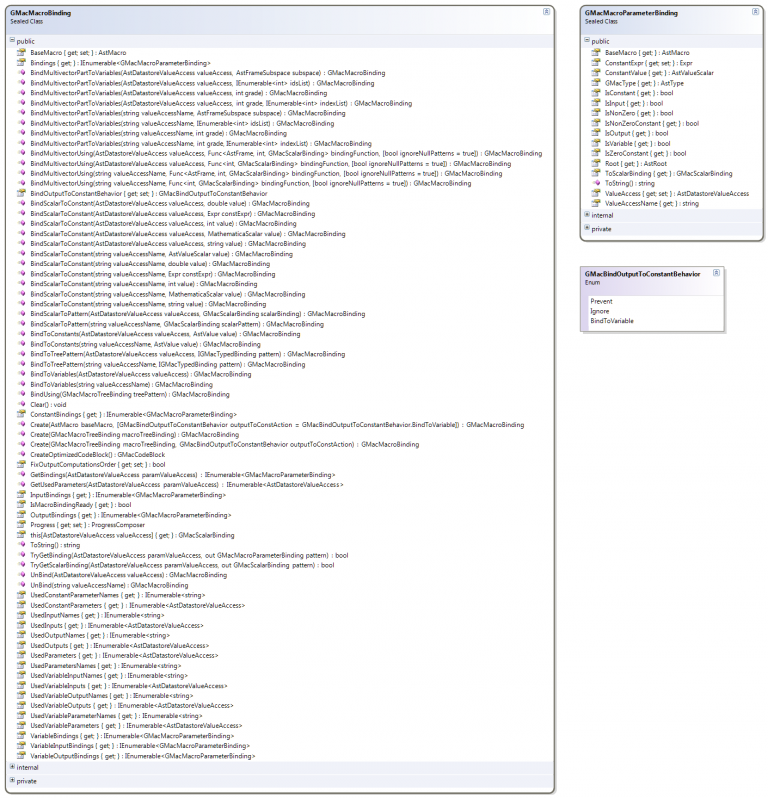 GMacMacroBinding
Sealed Class
public
BaseMacro { get; set; } : AstMacro
Bindings { get; } : IEnumerable<GMacMacroParameterBinding>
BindMultivectorPartToVariables(AstDatastoreValueAccess valueAccess, AstFrameSubspace subspace) : GMacMacroBinding
BindMultivectorPartToVariables(AstDatastoreValueAccess valueAccess, IEnumerable<int> idsList) : GMacMacroBinding
BindMultivectorPartToVariables(AstDatastoreValueAccess valueAccess, int grade) : GMacMacroBinding
BindMultivectorPartToVariables(AstDatastoreValueAccess valueAccess, int grade, IEnumerable<int> indexList) : GMacMacroBinding
BindMultivectorPartToVariables(string valueAccessName, AstFrameSubspace subspace) : GMacMacroBinding
BindMultivectorPartToVariables(string valueAccessName, IEnumerable<int> idsList) : GMacMacroBinding
BindMultivectorPartToVariables(string valueAccessName, int grade) : GMacMacroBinding
BindMultivectorPartToVariables(string valueAccessName, int grade, IEnumerable<int> indexList) : GMacMacroBinding
BindMultivectorUsing(AstDatastoreValueAccess valueAccess, Func<AstFrame, int, GMacScalarBinding> bindingFunction, [bool ignoreNullPatterns = true]) : GMacMacroBinding
BindMultivectorUsing(AstDatastoreValueAccess valueAccess, Func<int, GMacScalarBinding> bindingFunction, [bool ignoreNullPatterns = true]) : GMacMacroBinding
BindMultivectorUsing(string valueAccessName, Func<AstFrame, int, GMacScalarBinding> bindingFunction, [bool ignoreNullPatterns = true]) : GMacMacroBinding
BindMultivectorUsing(string valueAccessName, Func<int, GMacScalarBinding> bindingFunction, [bool ignoreNullPatterns = true]) : GMacMacroBinding
BindOutputToConstantBehavior { get; set; } : GMacBindOutputToConstantBehavior
BindScalarToConstant(AstDatastoreValueAccess valueAccess, double value) : GMacMacroBinding
BindScalarToConstant(AstDatastoreValueAccess valueAccess, Expr constExpr) : GMacMacroBinding
BindScalarToConstant(AstDatastoreValueAccess valueAccess, int value) : GMacMacroBinding
BindScalarToConstant(AstDatastoreValueAccess valueAccess, MathematicaScalar value) : GMacMacroBinding
BindScalarToConstant(AstDatastoreValueAccess valueAccess, string value) : GMacMacroBinding
BindScalarToConstant(string valueAccessName, AstValueScalar value) : GMacMacroBinding
BindScalarToConstant(string valueAccessName, double value) : GMacMacroBinding
BindScalarToConstant(string valueAccessName, Expr constExpr) : GMacMacroBinding
BindScalarToConstant(string valueAccessName, int value) : GMacMacroBinding
BindScalarToConstant(string valueAccessName, MathematicaScalar value) : GMacMacroBinding
BindScalarToConstant(string valueAccessName, string value) : GMacMacroBinding
BindScalarToPattern(AstDatastoreValueAccess valueAccess, GMacScalarBinding scalarBinding) : GMacMacroBinding
BindScalarToPattern(string valueAccessName, GMacScalarBinding scalarPattern) : GMacMacroBinding
BindToConstants(AstDatastoreValueAccess valueAccess, AstValue value) : GMacMacroBinding
BindToConstants(string valueAccessName, AstValue value) : GMacMacroBinding
BindToTreePattern(AstDatastoreValueAccess valueAccess, IGMacTypedBinding pattern) : GMacMacroBinding
BindToTreePattern(string valueAccessName, IGMacTypedBinding pattern) : GMacMacroBinding
BindToVariables(AstDatastoreValueAccess valueAccess) : GMacMacroBinding
BindToVariables(string valueAccessName) : GMacMacroBinding
BindUsing(GMacMacroTreeBinding treePattern) : GMacMacroBinding
Clear() : void
ConstantBindings { get; } : IEnumerable<GMacMacroParameterBinding>
Create(AstMacro baseMacro, [GMacBindOutputToConstantBehavior outputToConstAction = GMacBindOutputToConstantBehavior.BindToVariable]) : GMacMacroBinding
Create(GMacMacroTreeBinding macroTreeBinding) : GMacMacroBinding
Create(GMacMacroTreeBinding macroTreeBinding, GMacBindOutputToConstantBehavior outputToConstAction) : GMacMacroBinding
CreateOptimizedCodeBlock() : GMacCodeBlock
FixOutputComputationsOrder { get; set; } : bool
GetBindings(AstDatastoreValueAccess paramValueAccess) : IEnumerable<GMacMacroParameterBinding>
GetUsedParameters(AstDatastoreValueAccess paramValueAccess) : IEnumerable<AstDatastoreValueAccess>
InputBindings { get; } : IEnumerable<GMacMacroParameterBinding>
IsMacroBindingReady { get; } : bool
OutputBindings { get; } : IEnumerable<GMacMacroParameterBinding>
Progress { get; set; } : ProgressComposer
this[AstDatastoreValueAccess valueAccess] { get; } : GMacScalarBinding
ToString() : string
TryGetBinding(AstDatastoreValueAccess paramValueAccess, out GMacMacroParameterBinding pattern) : bool
TryGetScalarBinding(AstDatastoreValueAccess paramValueAccess, out GMacScalarBinding pattern) : bool
UnBind(AstDatastoreValueAccess valueAccess) : GMacMacroBinding
UnBind(string valueAccessName) : GMacMacroBinding
UsedConstantParameterNames { get; } : IEnumerable<string>
UsedConstantParameters { get; } : IEnumerable<AstDatastoreValueAccess>
UsedInputNames { get; } : IEnumerable<string>
UsedInputs { get; } : IEnumerable<AstDatastoreValueAccess>
UsedOutputNames { get; } : IEnumerable<string>
UsedOutputs { get; } : IEnumerable<AstDatastoreValueAccess>
UsedParameters { get; } : IEnumerable<AstDatastoreValueAccess>
UsedParametersNames { get; } : IEnumerable<string>
UsedVariableInputNames { get; } : IEnumerable<string>
UsedVariableInputs { get; } : IEnumerable<AstDatastoreValueAccess>
UsedVariableOutputNames { get; } : IEnumerable<string>
UsedVariableOutputs { get; } : IEnumerable<AstDatastoreValueAccess>
UsedVariableParameterNames { get; } : IEnumerable<string>
UsedVariableParameters { get; } : IEnumerable<AstDatastoreValueAccess>
VariableBindings { get; } : IEnumerable<GMacMacroParameterBinding>
VariableInputBindings { get; } : IEnumerable<GMacMacroParameterBinding>
VariableOutputBindings { get; } : IEnumerable<GMacMacroParameterBinding>
internal
private
GMacMacroParameterBinding
Sealed Class
public
BaseMacro { get; } : AstMacro
ConstantExpr { get; set; } : Expr
ConstantValue { get; } : AstValueScalar
GMacType { get; } : AstType
IsConstant { get; } : bool
IsInput { get; } : bool
IsNonZero { get; } : bool
IsNonZeroConstant { get; } : bool
IsOutput { get; } : bool
IsVariable { get; } : bool
IsZeroConstant { get; } : bool
Root { get; } : AstRoot
ToScalarBinding { get; } : GMacScalarBinding
ToString() : string
ValueAccess { get; set; } : AstDatastoreValueAccess
ValueAccessName { get; } : string
internal
private
GMacBindOutputToConstantBehavior
Enum
Prevent
Ignore
BindToVariable